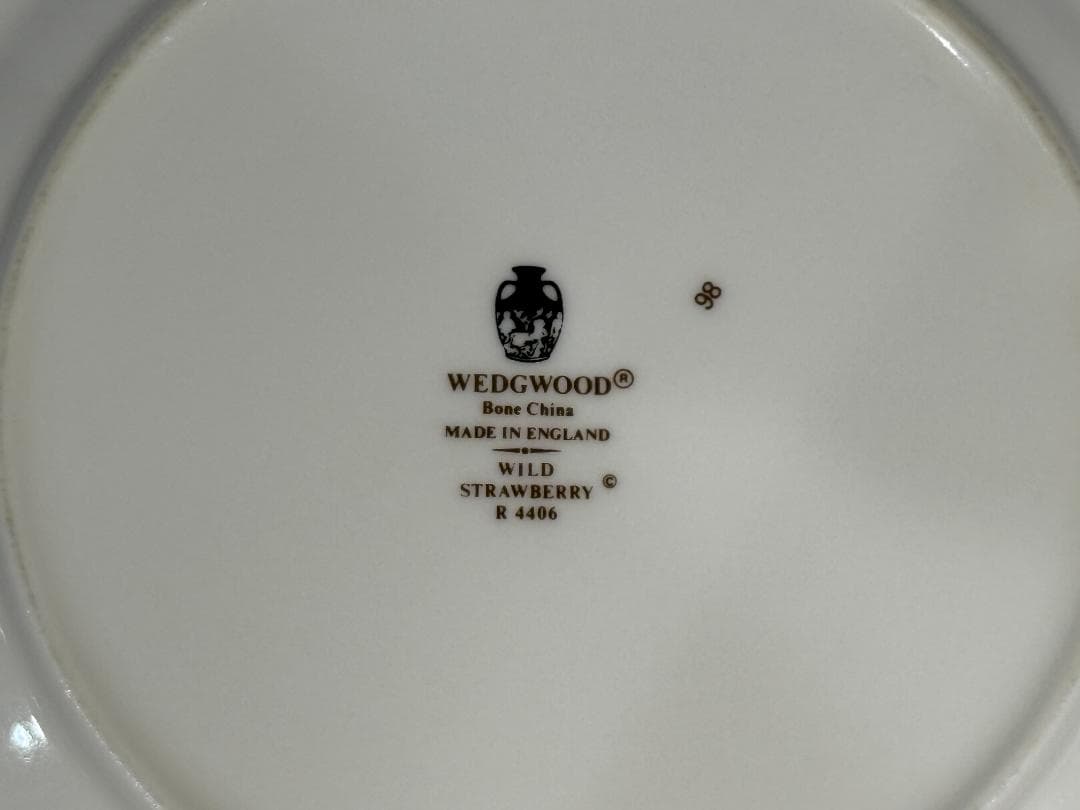 WEDGWOOD®
Bone China
MADE IN ENGLAND
WILD
STRAWBERRY ©
R 4406
98